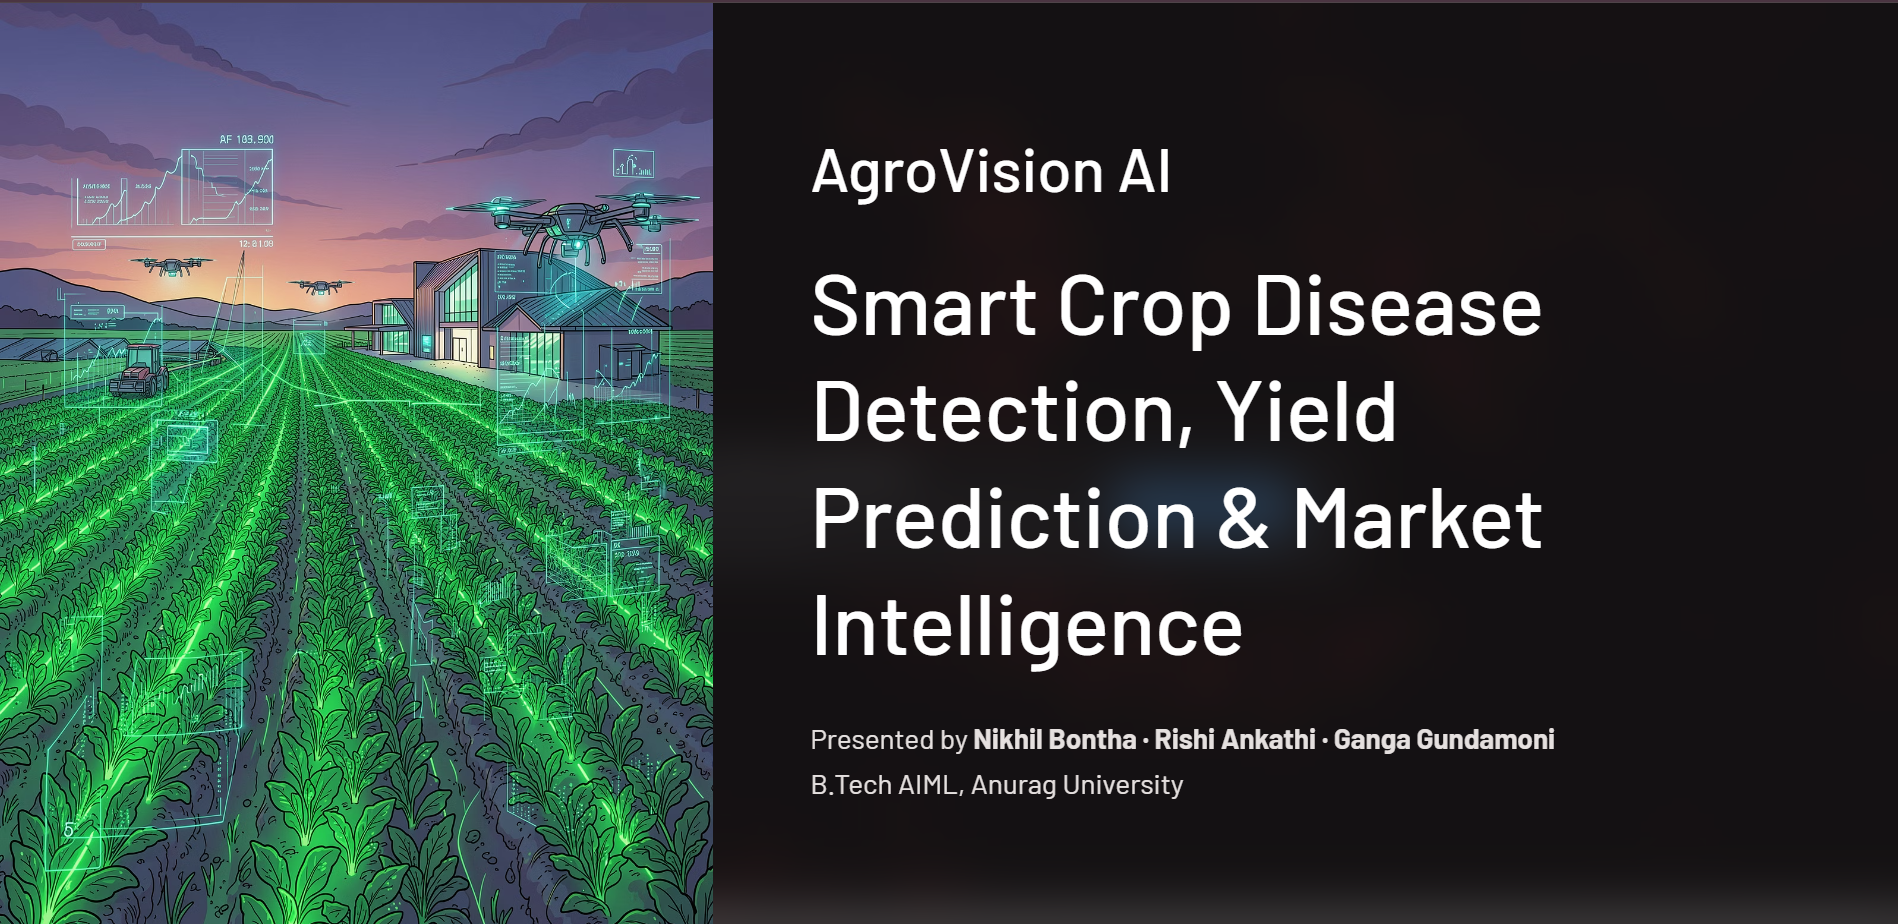 AgroVision AI
Smart Crop Disease
Detection, Yield
Prediction & Market
Intelligence
Presented by Nikhil Bontha · Rishi Ankathi · Ganga Gundamoni
B.Tech AIML, Anurag University